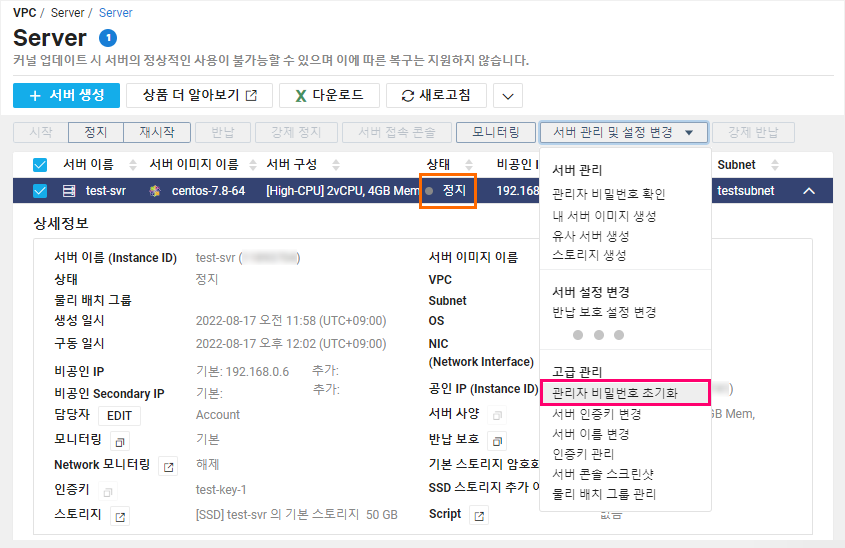 VPC / Server / Server
Server 1
커널 업데이트 시 서버의 정상적인 사용이 불가능할 수 있으며 이에 따른 복구는 지원하지 않습니다.
+ 서버 생성 상품 더 알아보기 다운로드 새로고침
시작 정지 재시작 반납 강제 정지 서버 접속 콘솔 모니터링 서버 관리 및 설정 변경 강제 반납
서버 이름 서버 이미지 이름 서버 구성 상태 비공인 I Subnet
test-svr centos-7.8-64 [High-CPU] 2vCPU, 4GB Mem 정지 192.168 testsubnet
서버 관리
관리자 비밀번호 확인
내 서버 이미지 생성
유사 서버 생성
스토리지 생성
서버 설정 변경
반납 보호 설정 변경
고급 관리
관리자 비밀번호 초기화
서버 인증키 변경
서버 이름 변경
인증키 관리
서버 콘솔 스크린샷
물리 배치 그룹 관리
상세정보
서버 이름 (Instance ID) test-svr ( ) 서버 이미지 이름
상태 정지 VPC
물리 배치 그룹 Subnet
생성 일시 2022-08-17 오전 11:58 (UTC+09:00) OS
구동 일시 2022-08-17 오후 12:02 (UTC+09:00) NIC
(Network Interface)
비공인 IP 기본: 192.168.0.6 추가:
비공인 Secondary IP 기본: 추가: 공인 IP (Instance ID) )
담당자 EDIT Account 서버 사양 GB Mem,
모니터링 기본 반납 보호
Network 모니터링 해제 기본 스토리지 암호화
인증키 test-key-1 SSD 스토리지 추가
스토리지 [SSD] test-svr 의 기본 스토리지 50 GB Script 없음